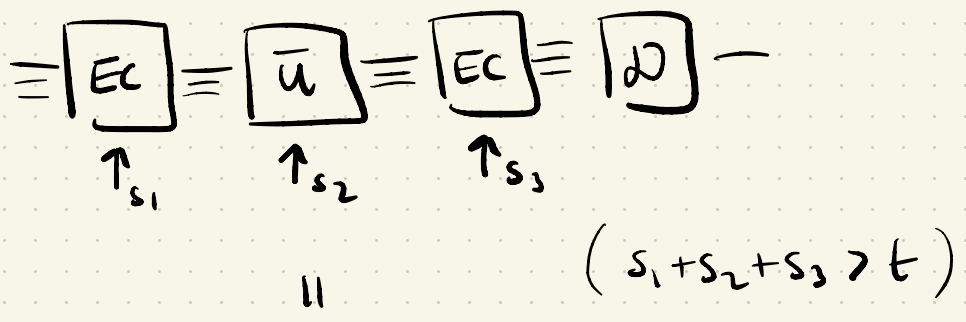 EC Ū EC D
↑s₁ ↑s₂ ↑s₃
(s₁+s₂+s₃ > t)
||